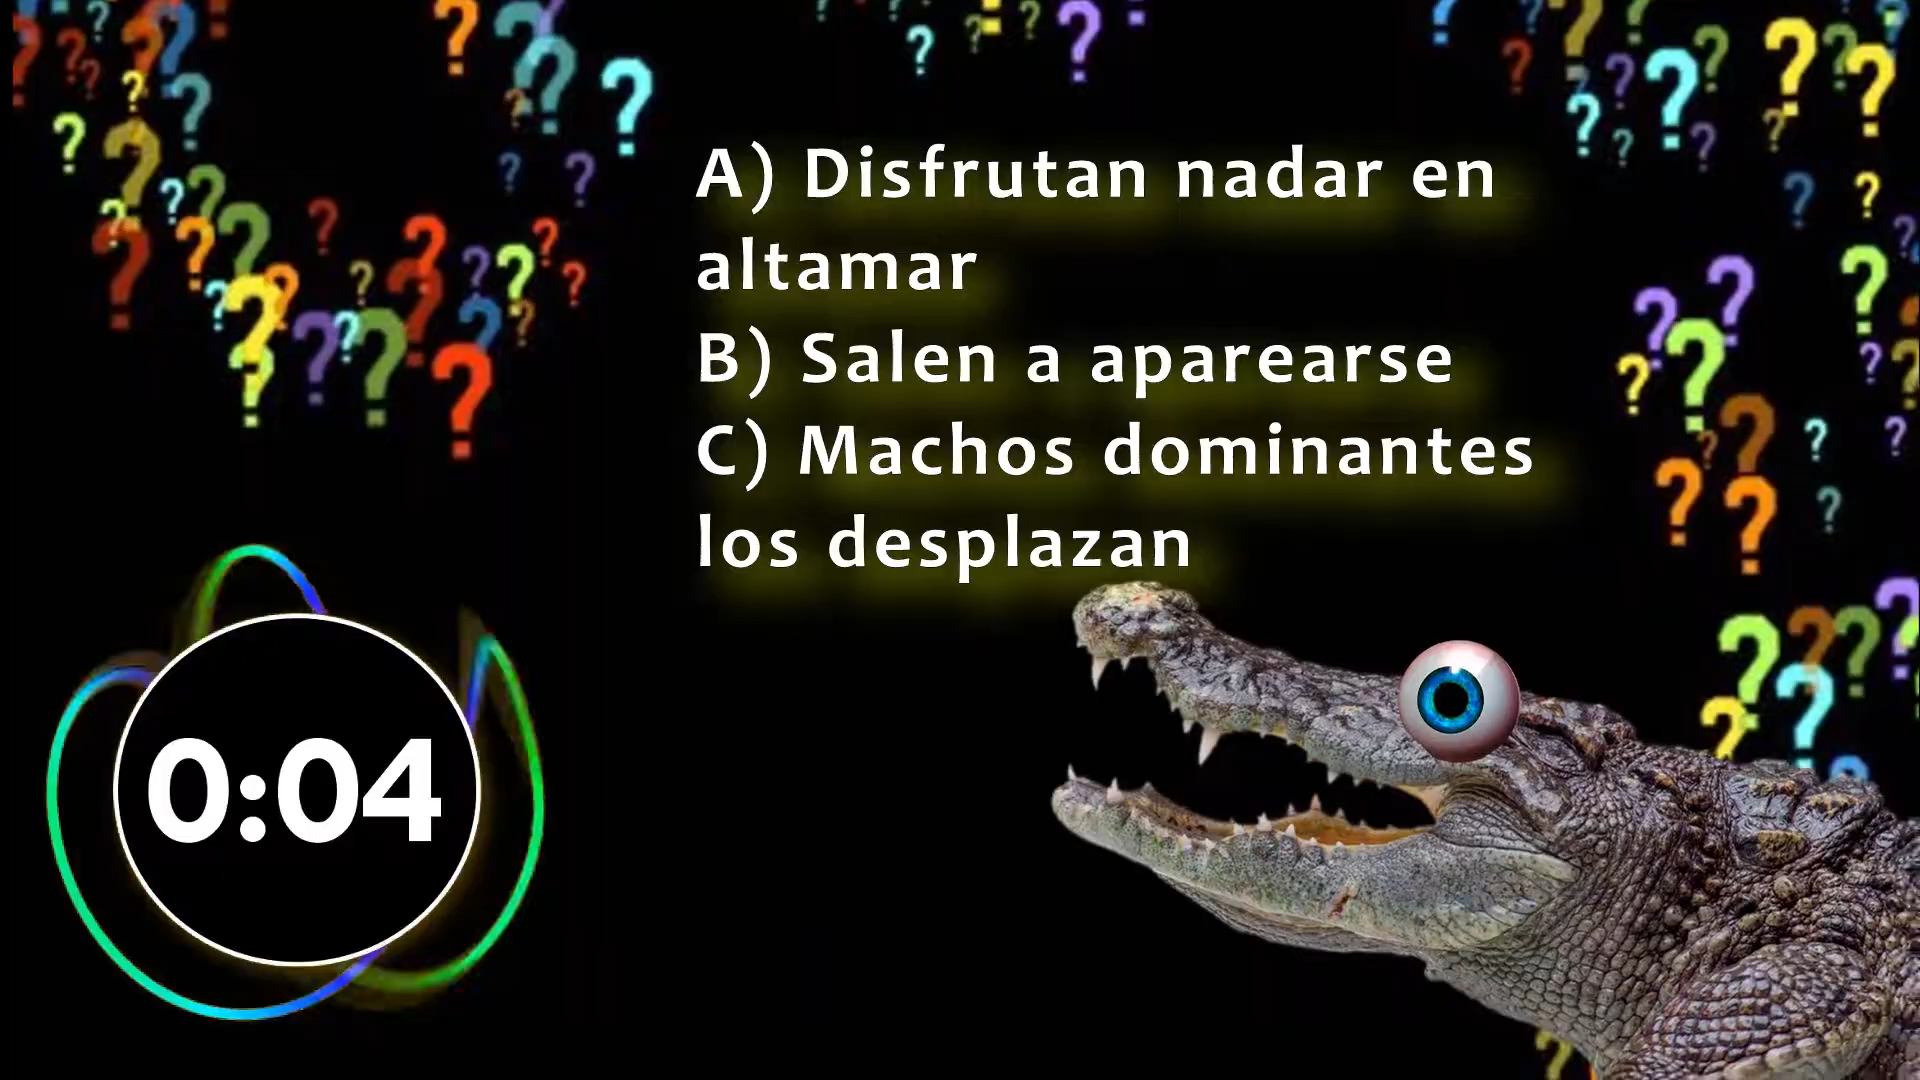 A) Disfrutan nadar en
altamar
B) Salen a aparearse
C) Machos dominantes
los desplazan
0:04